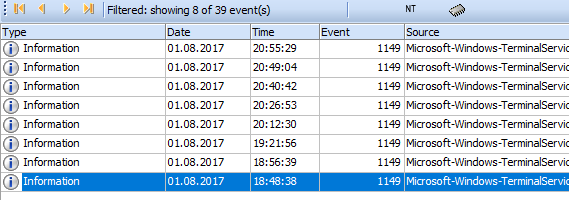 Filtered: showing 8 of 39 event(s) NT
Type Date Time Event Source
Information 01.08.2017 20:55:29 1149 Microsoft-Windows-TerminalServic
Information 01.08.2017 20:49:04 1149 Microsoft-Windows-TerminalServic
Information 01.08.2017 20:40:42 1149 Microsoft-Windows-TerminalServic
Information 01.08.2017 20:26:53 1149 Microsoft-Windows-TerminalServic
Information 01.08.2017 20:12:30 1149 Microsoft-Windows-TerminalServic
Information 01.08.2017 19:21:56 1149 Microsoft-Windows-TerminalServic
Information 01.08.2017 18:56:39 1149 Microsoft-Windows-TerminalServic
Information 01.08.2017 18:48:38 1149 Microsoft-Windows-TerminalServic